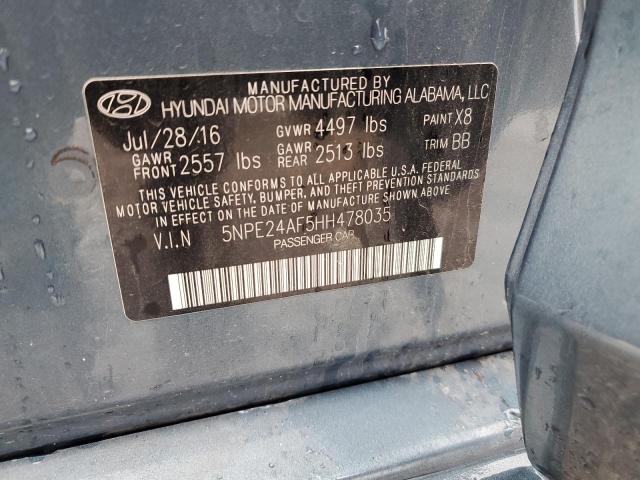 MANUFACTURED BY
HYUNDAI MOTOR MANUFACTURING ALABAMA, LLC
Jul/28/16 GVWR 4497 lbs PAINT X8
GAWR FRONT 2557 lbs GAWR REAR 2513 lbs TRIM BB
THIS VEHICLE CONFORMS TO ALL APPLICABLE U.S.A. FEDERAL
MOTOR VEHICLE SAFETY, BUMPER, AND THEFT PREVENTION STANDARDS IN
EFFECT ON THE DATE OF MANUFACTURE SHOWN ABOVE.
V.I.N 5NPE24AF5HH478035
PASSENGER CAR